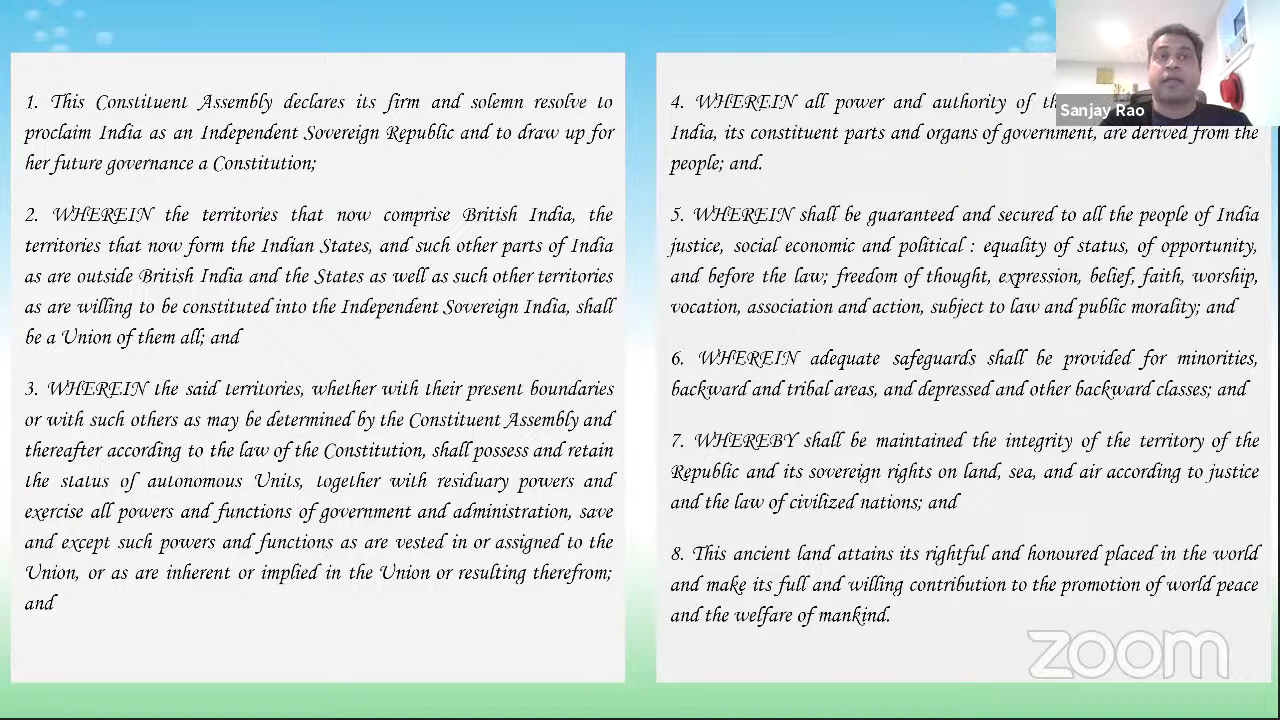 1. This Constituent Assembly declares its firm and solemn resolve to
proclaim India as an Independent Sovereign Republic and to draw up for
her future governance a Constitution;
2. WHEREIN the territories that now comprise British India, the
territories that now form the Indian States, and such other parts of India
as are outside British India and the States as well as such other territories
as are willing to be constituted into the Independent Sovereign India, shall
be a Union of them all; and
3. WHEREIN the said territories, whether with their present boundaries
or with such others as may be determined by the Constituent Assembly and
thereafter according to the law of the Constitution, shall possess and retain
the status of autonomous Units, together with residuary powers and
exercise all powers and functions of government and administration, save
and except such powers and functions as are vested in or assigned to the
Union, or as are inherent or implied in the Union or resulting therefrom;
and
4. WHEREIN all power and authority of
India, its constituent parts and organs of government, are derived from the
people; and.
5. WHEREIN shall be guaranteed and secured to all the people of India
justice, social economic and political : equality of status, of opportunity,
and before the law; freedom of thought, expression, belief, faith, worship,
vocation, association and action, subject to law and public morality; and
6. WHEREIN adequate safeguards shall be provided for minorities,
backward and tribal areas, and depressed and other backward classes; and
7. WHEREBY shall be maintained the integrity of the territory of the
Republic and its sovereign rights on land, sea, and air according to justice
and the law of civilized nations; and
8. This ancient land attains its rightful and honoured placed in the world
and make its full and willing contribution to the promotion of world peace
and the welfare of mankind.
Sanjay Rao
zoom